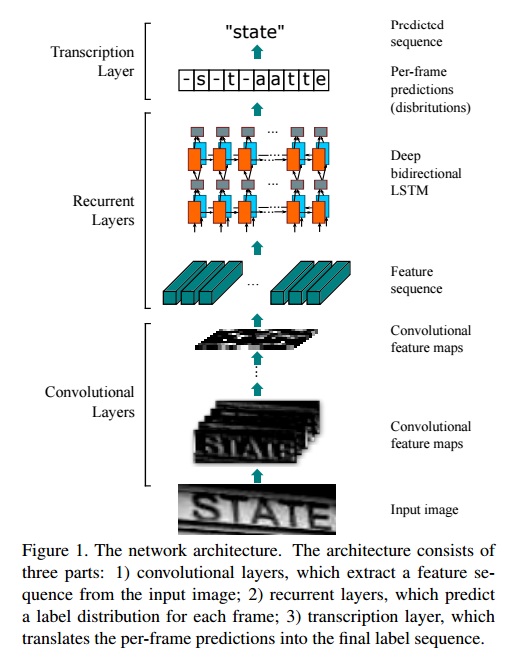 "state"
Predicted
sequence
Transcription
Layer
-s-t-aatte
Per-frame
predictions
(disbritutions)
Recurrent
Layers
Deep
bidirectional
LSTM
...
...
Feature
sequence
...
Convolutional
feature maps
Convolutional
Layers
...
STATE
Convolutional
feature maps
STATE
Input image
Figure 1. The network architecture. The architecture consists of
three parts: 1) convolutional layers, which extract a feature se-
quence from the input image; 2) recurrent layers, which predict
a label distribution for each frame; 3) transcription layer, which
translates the per-frame predictions into the final label sequence.